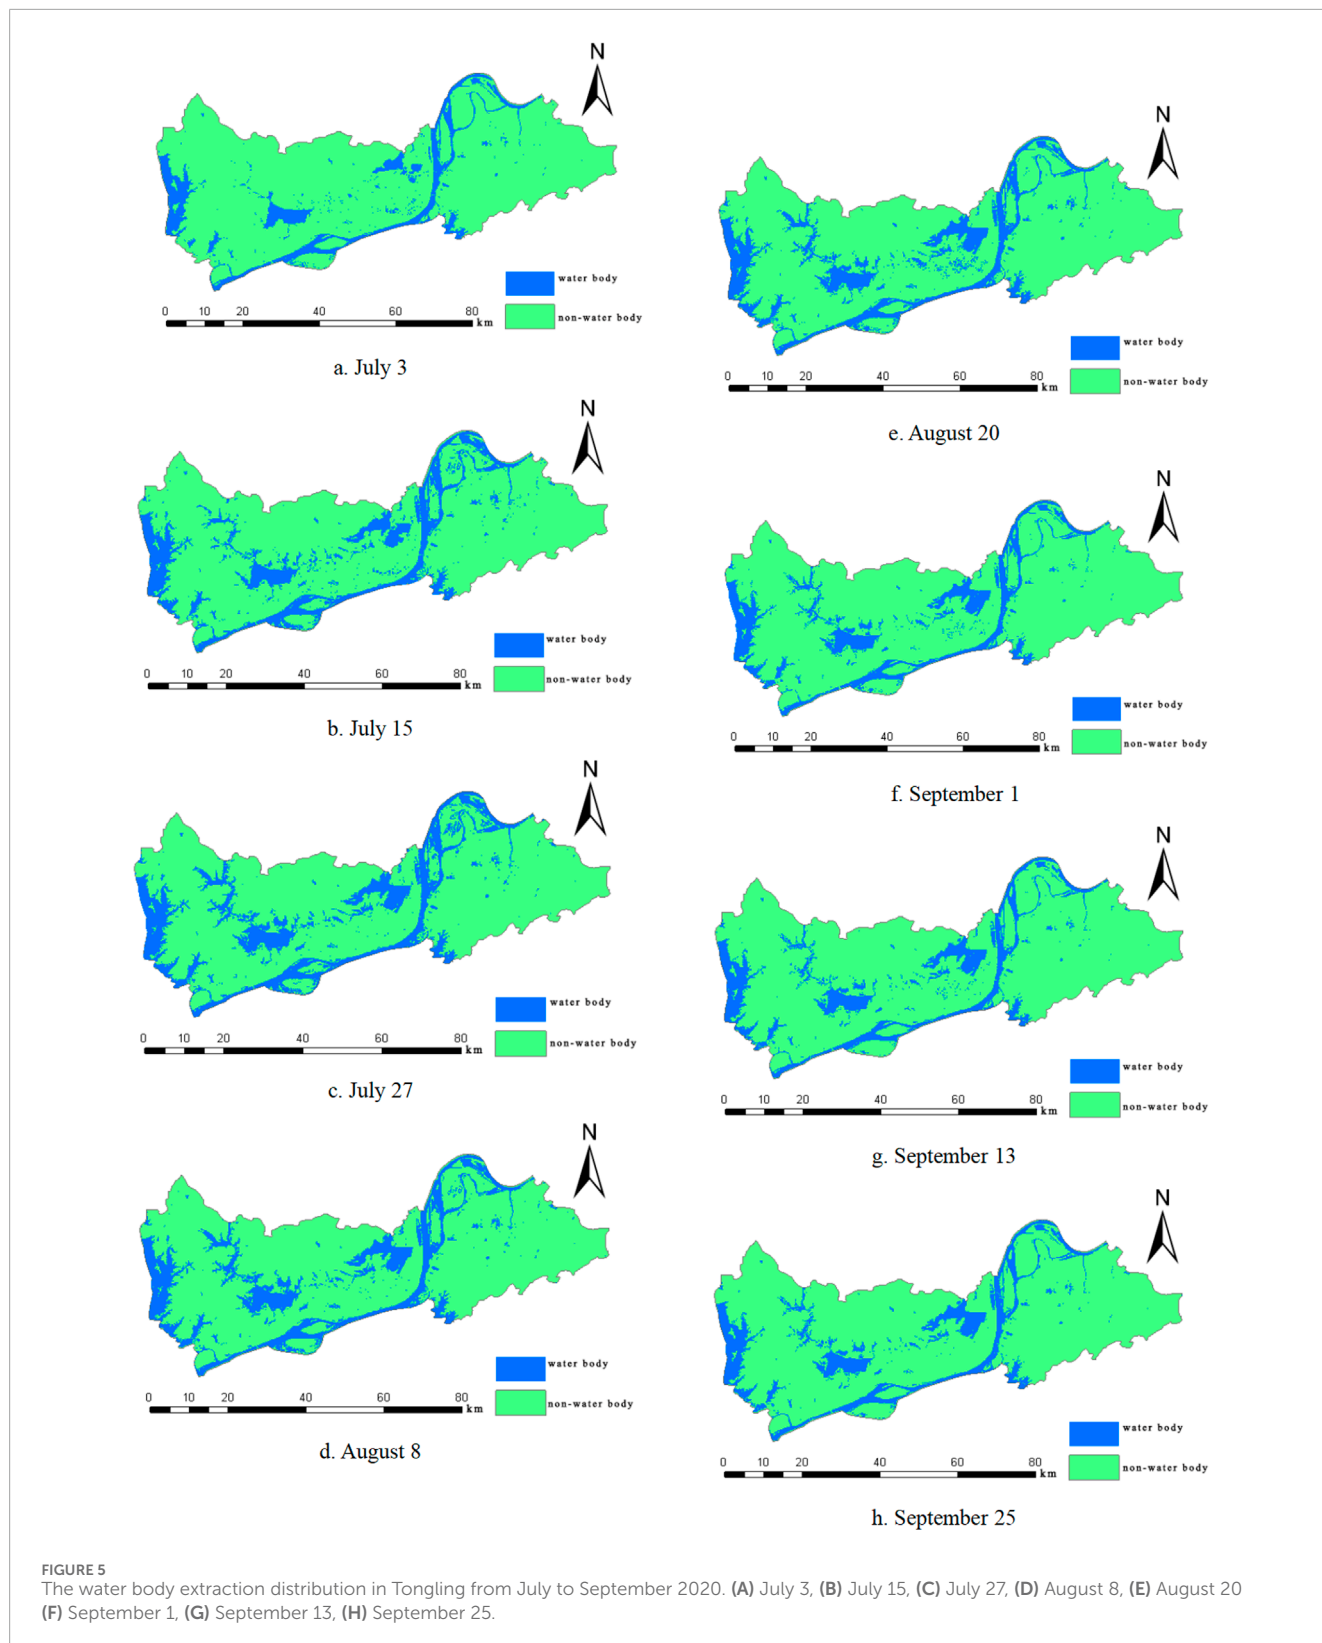 N
water body
non-water body
0 10 20 40 60 80
km
a. July 3
N
water body
non-water body
0 10 20 40 60 80
km
b. July 15
N
water body
non-water body
0 10 20 40 60 80
km
c. July 27
N
water body
non-water body
0 10 20 40 60 80
km
d. August 8
N
water body
non-water body
0 10 20 40 60 80
km
e. August 20
N
water body
non-water body
0 10 20 40 60 80
km
f. September 1
N
water body
non-water body
0 10 20 40 60 80
km
g. September 13
N
water body
non-water body
0 10 20 40 60 80
km
h. September 25
FIGURE 5
The water body extraction distribution in Tongling from July to September 2020. (A) July 3, (B) July 15, (C) July 27, (D) August 8, (E) August 20
(F) September 1, (G) September 13, (H) September 25.